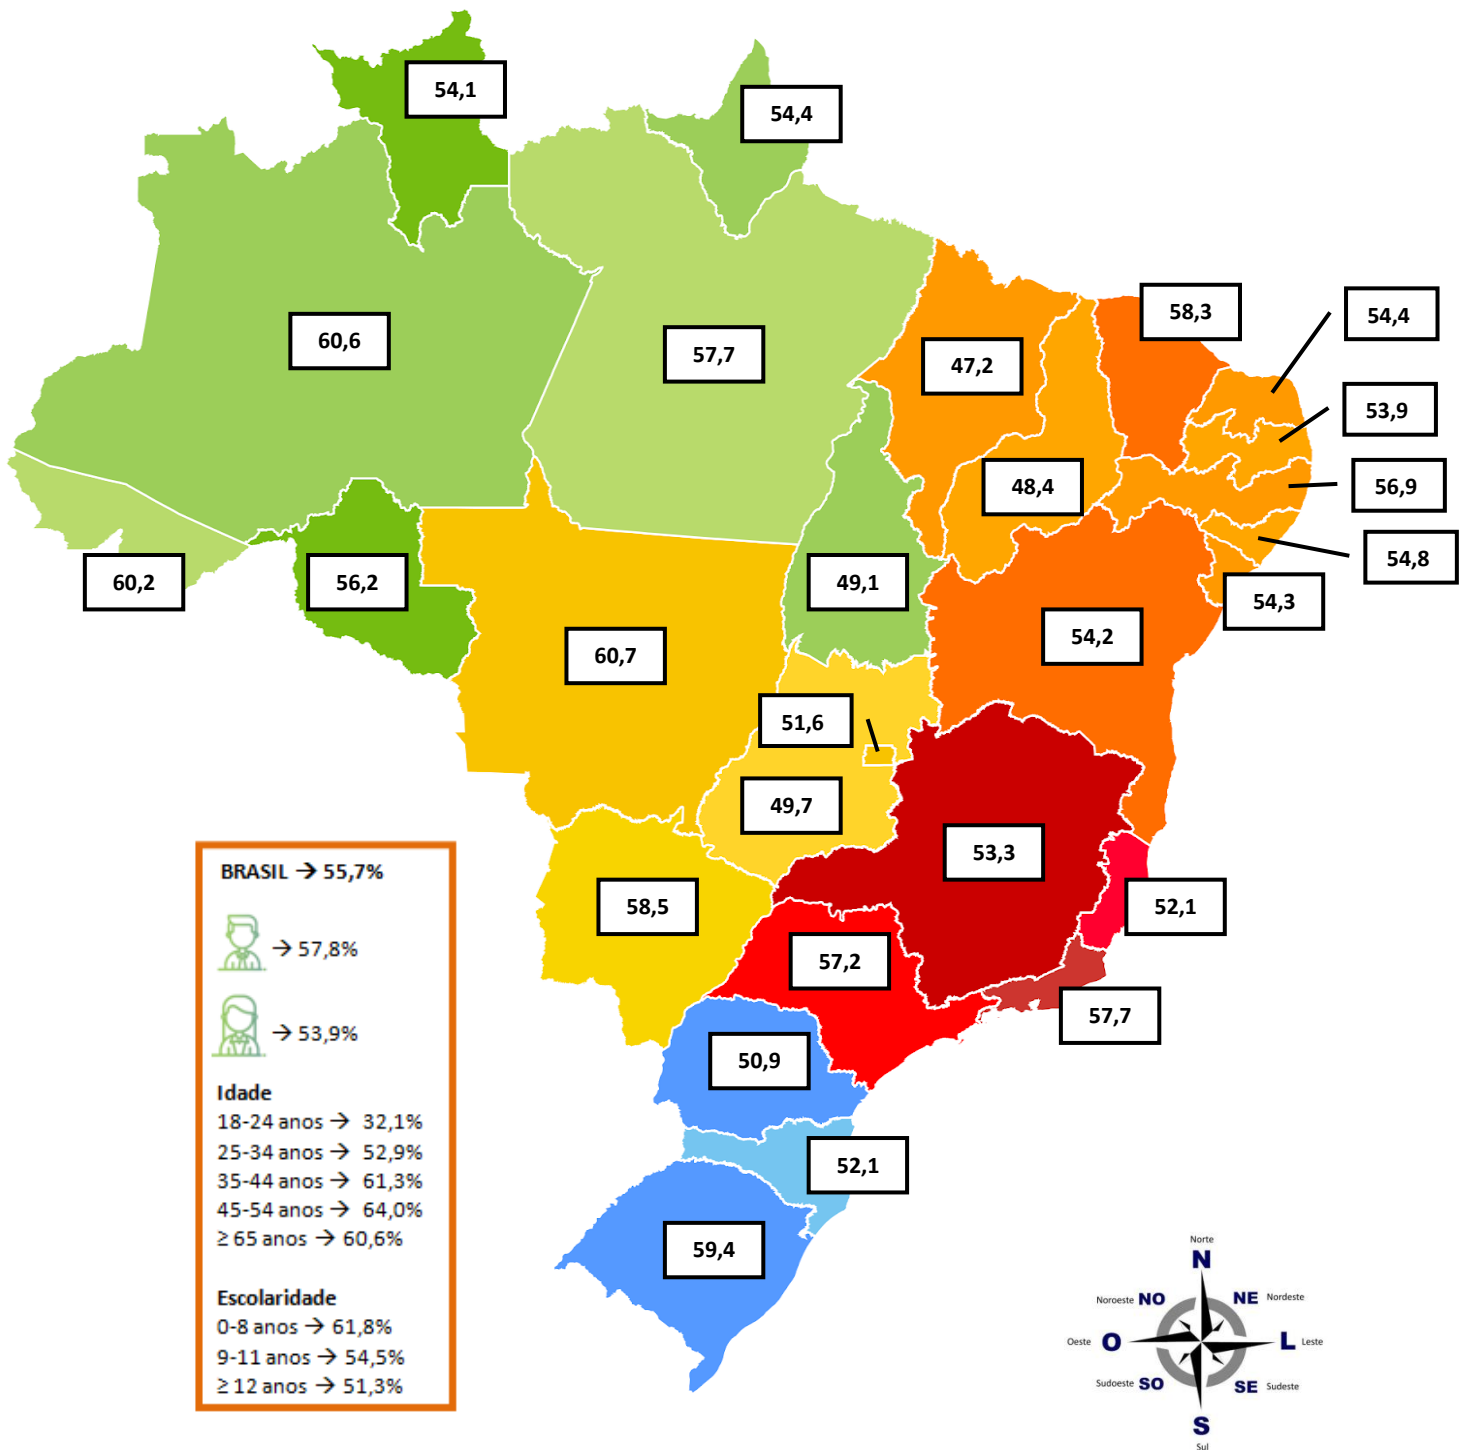 54,1
54,4
60,6
57,7
58,3
54,4
47,2
53,9
48,4
56,9
54,8
60,2
56,2
49,1
54,3
54,2
60,7
51,6
49,7
53,3
58,5
52,1
57,2
57,7
50,9
52,1
59,4
BRASIL → 55,7%
→ 57,8%
→ 53,9%
Idade
18-24 anos → 32,1%
25-34 anos → 52,9%
35-44 anos → 61,3%
45-54 anos → 64,0%
≥ 65 anos → 60,6%
Escolaridade
0-8 anos → 61,8%
9-11 anos → 54,5%
≥ 12 anos → 51,3%
Norte
N
Noroeste NO
NE Nordeste
Oeste O
L Leste
Sudoeste SO
SE Sudeste
S
Sul